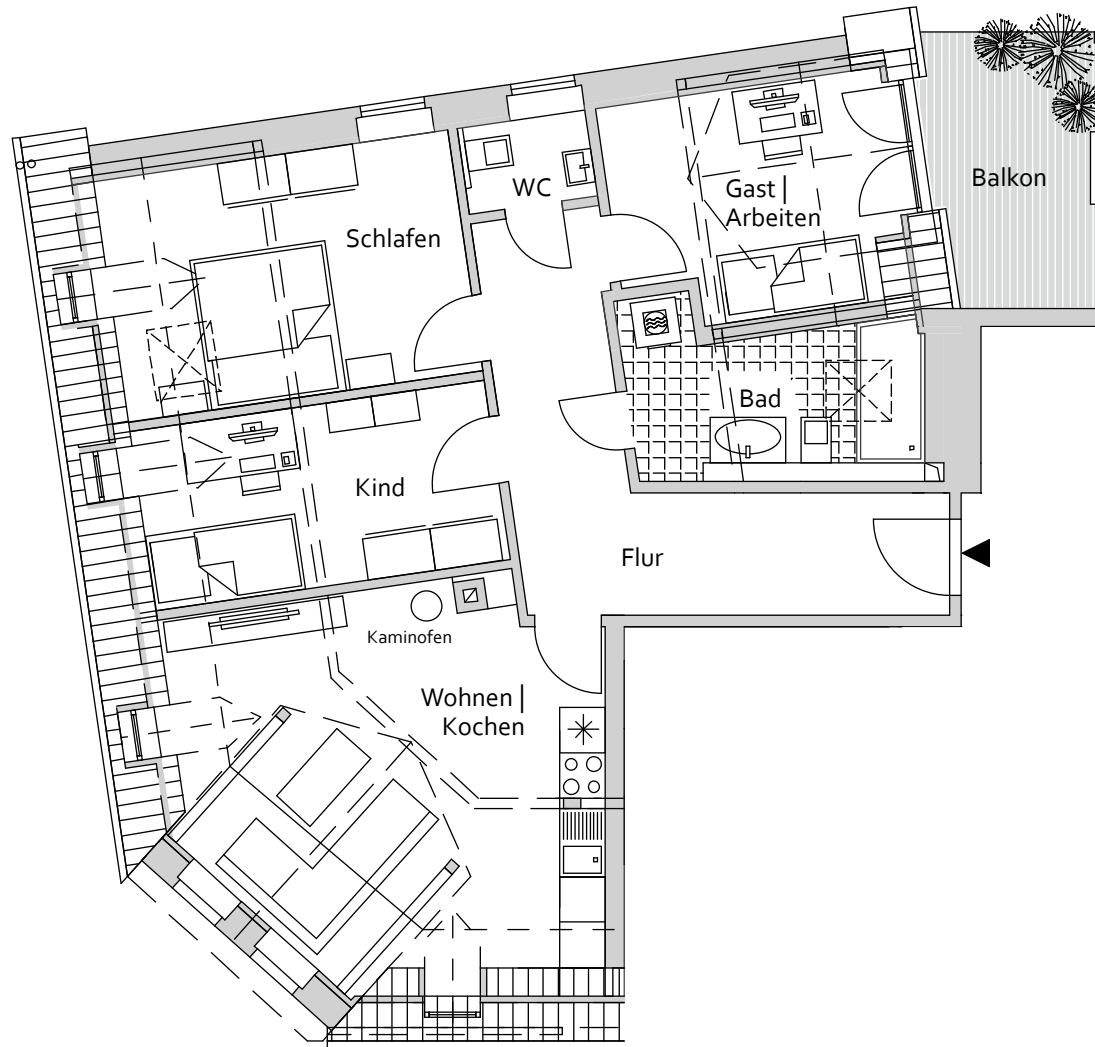 WC
Gast |
Arbeiten
Balkon
Schlafen
Bad
Kind
Flur
Kaminofen
Wohnen |
Kochen